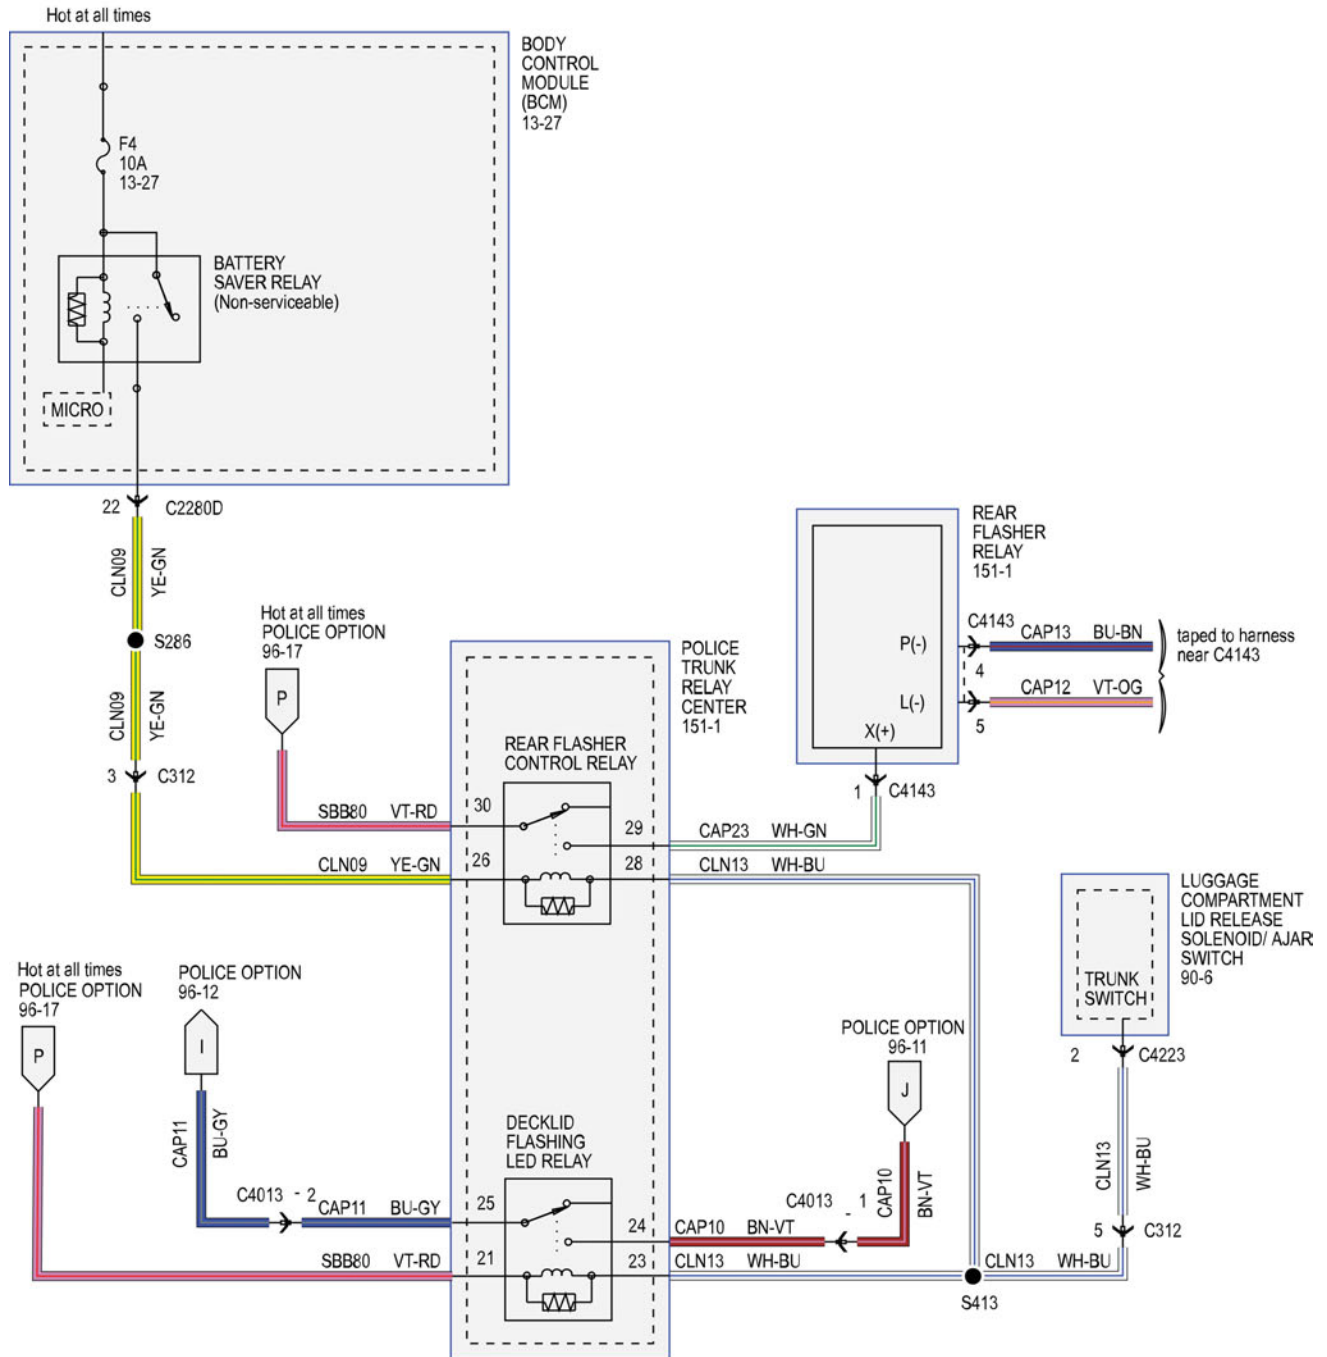 Hot at all times
BODY
CONTROL
MODULE
(BCM)
13-27
F4
10A
13-27
BATTERY
SAVER RELAY
(Non-serviceable)
MICRO
22 C2280D
CLN09 YE-GN
S286
CLN09 YE-GN
3 C312
Hot at all times
POLICE OPTION
96-17
P
POLICE
TRUNK
RELAY
CENTER
151-1
REAR
FLASHER
RELAY
151-1
P(-)
L(-)
X(+)
C4143
4
CAP13 BU-BN
CAP12 VT-OG
5
taped to harness
near C4143
1 C4143
REAR FLASHER
CONTROL RELAY
SBB80 VT-RD 30
29 CAP23 WH-GN
CLN09 YE-GN 26
28 CLN13 WH-BU
LUGGAGE
COMPARTMENT
LID RELEASE
SOLENOID/ AJAR
SWITCH
90-6
TRUNK
SWITCH
2 C4223
CLN13 WH-BU
5 C312
Hot at all times
POLICE OPTION
96-17
P
POLICE OPTION
96-12
I
CAP11 BU-GY
C4013 - 2
CAP11 BU-GY 25
POLICE OPTION
96-11
J
CAP10 BN-VT
C4013 - 1
DECKLID
FLASHING
LED RELAY
24 CAP10 BN-VT
SBB80 VT-RD 21
23 CLN13 WH-BU
CLN13 WH-BU
S413